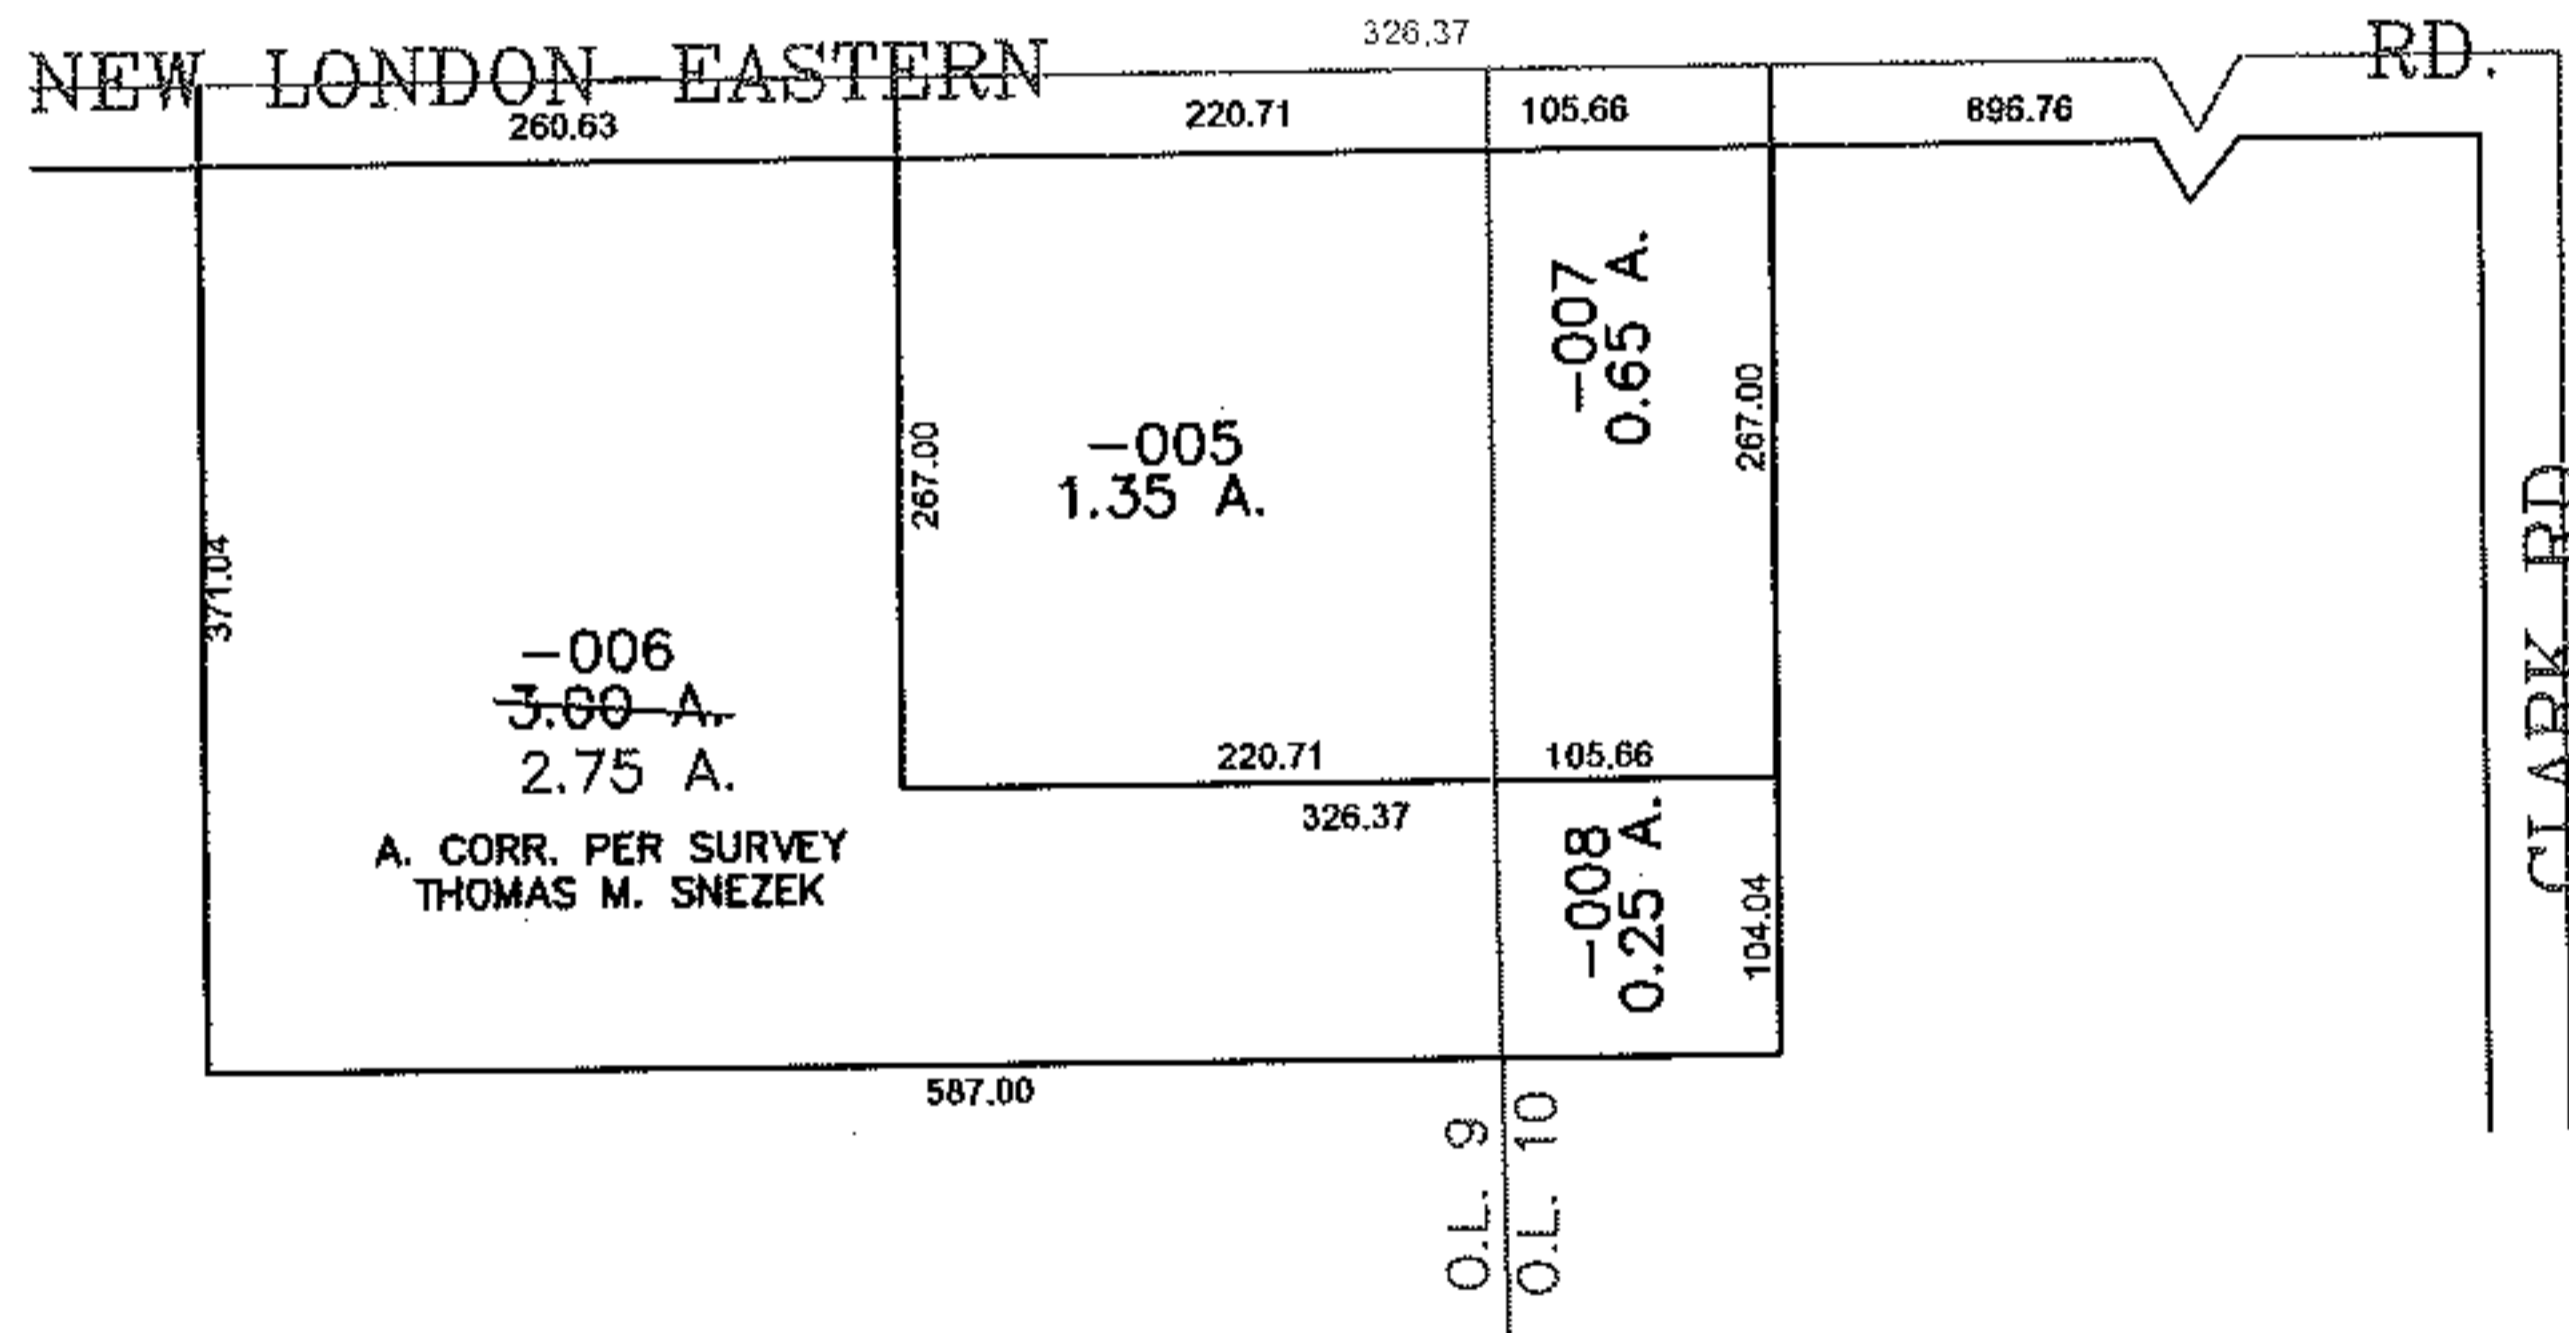 326.37
NEW LONDON EASTERN RD.
260.63
220.71
105.66
896.76
-007
0.65 A.
267.00
267.00
-005
1.35 A.
371.04
-006
3.00 A.
2.75 A.
A. CORR. PER SURVEY
THOMAS M. SNEZEK
220.71
105.66
326.37
-008
0.25 A.
104.04
CLARK RD
587.00
O.L. 9
O.L. 10